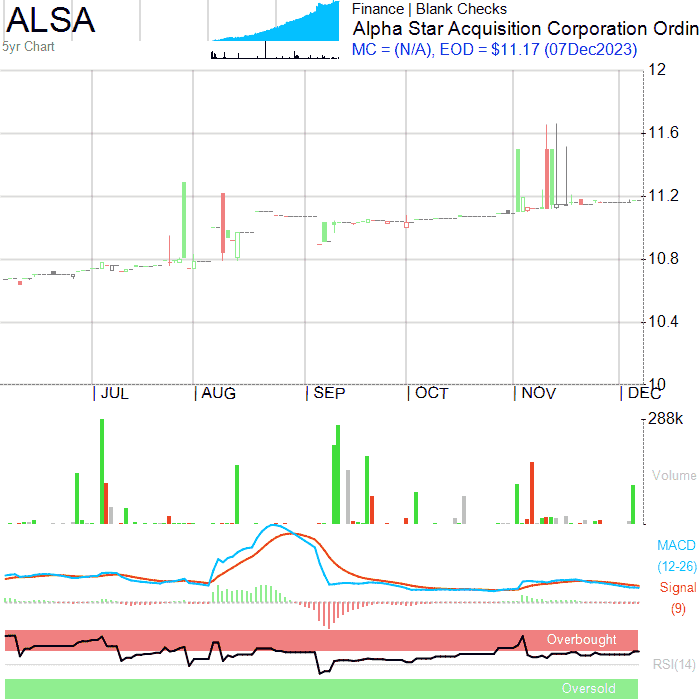 ALSA
5yr Chart
Finance | Blank Checks
Alpha Star Acquisition Corporation Ordin
MC = (N/A), EOD = $11.17 (07Dec2023)
12
11.6
11.2
10.8
10.4
10
JUL AUG SEP OCT NOV DEC
288k
Volume
MACD
(12-26)
Signal
(9)
Overbought
RSI(14)
Oversold